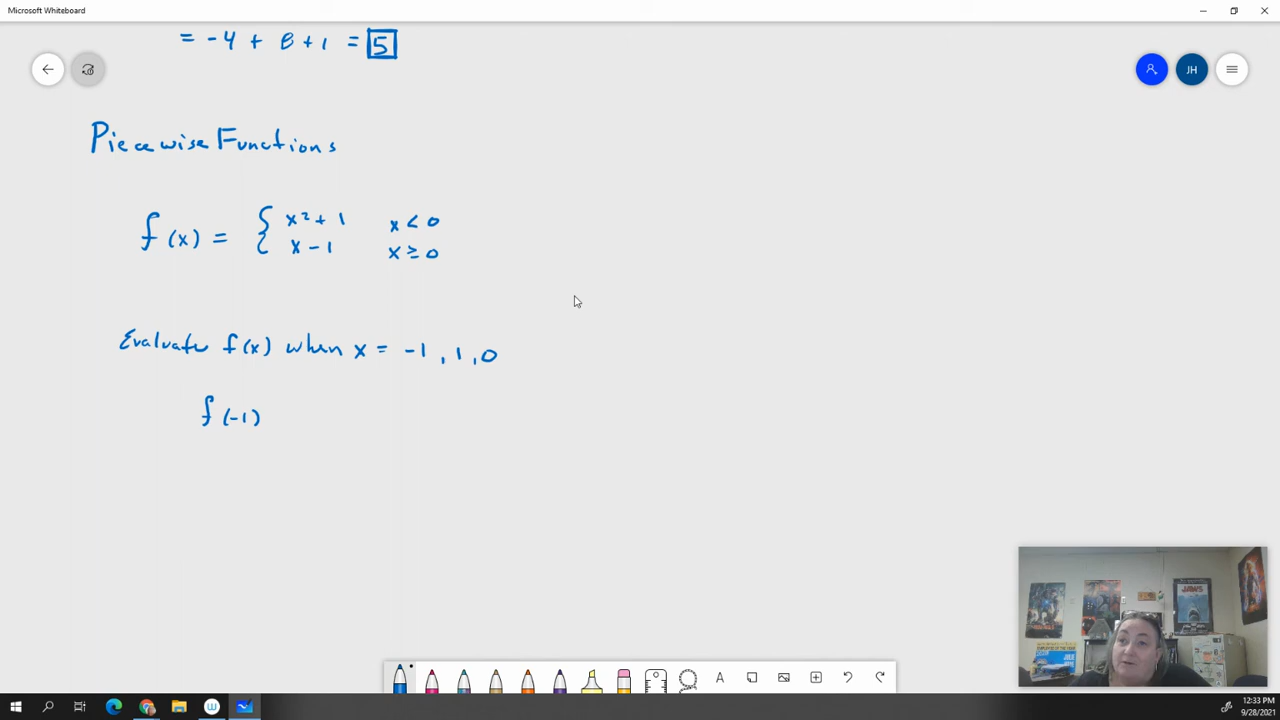 Microsoft Whiteboard
= -4 + 8 + 1 = 5
JH
Piecewise Functions
f(x) = { x² + 1 x < 0
x - 1 x ≥ 0
Evaluate f(x) when x = -1, 1, 0
f(-1)
JAWS
A
12:33 PM
9/28/2021